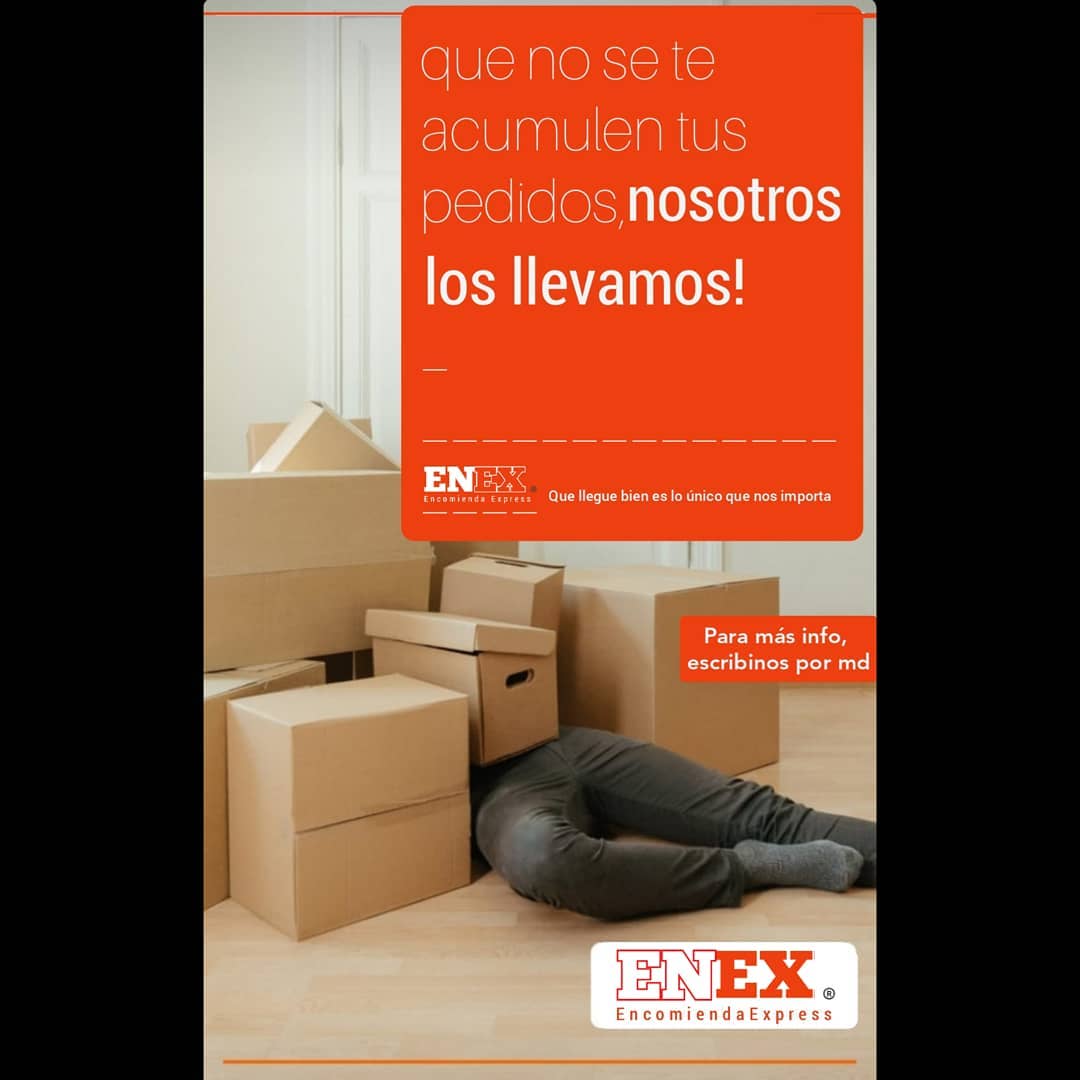 que no se te
acumulen tus
pedidos,nosotros
los llevamos!
ENEX ®
Encomienda Express
Que llegue bien es lo único que nos importa
Para más info,
escribinos por md
ENEX ®
EncomiendaExpress